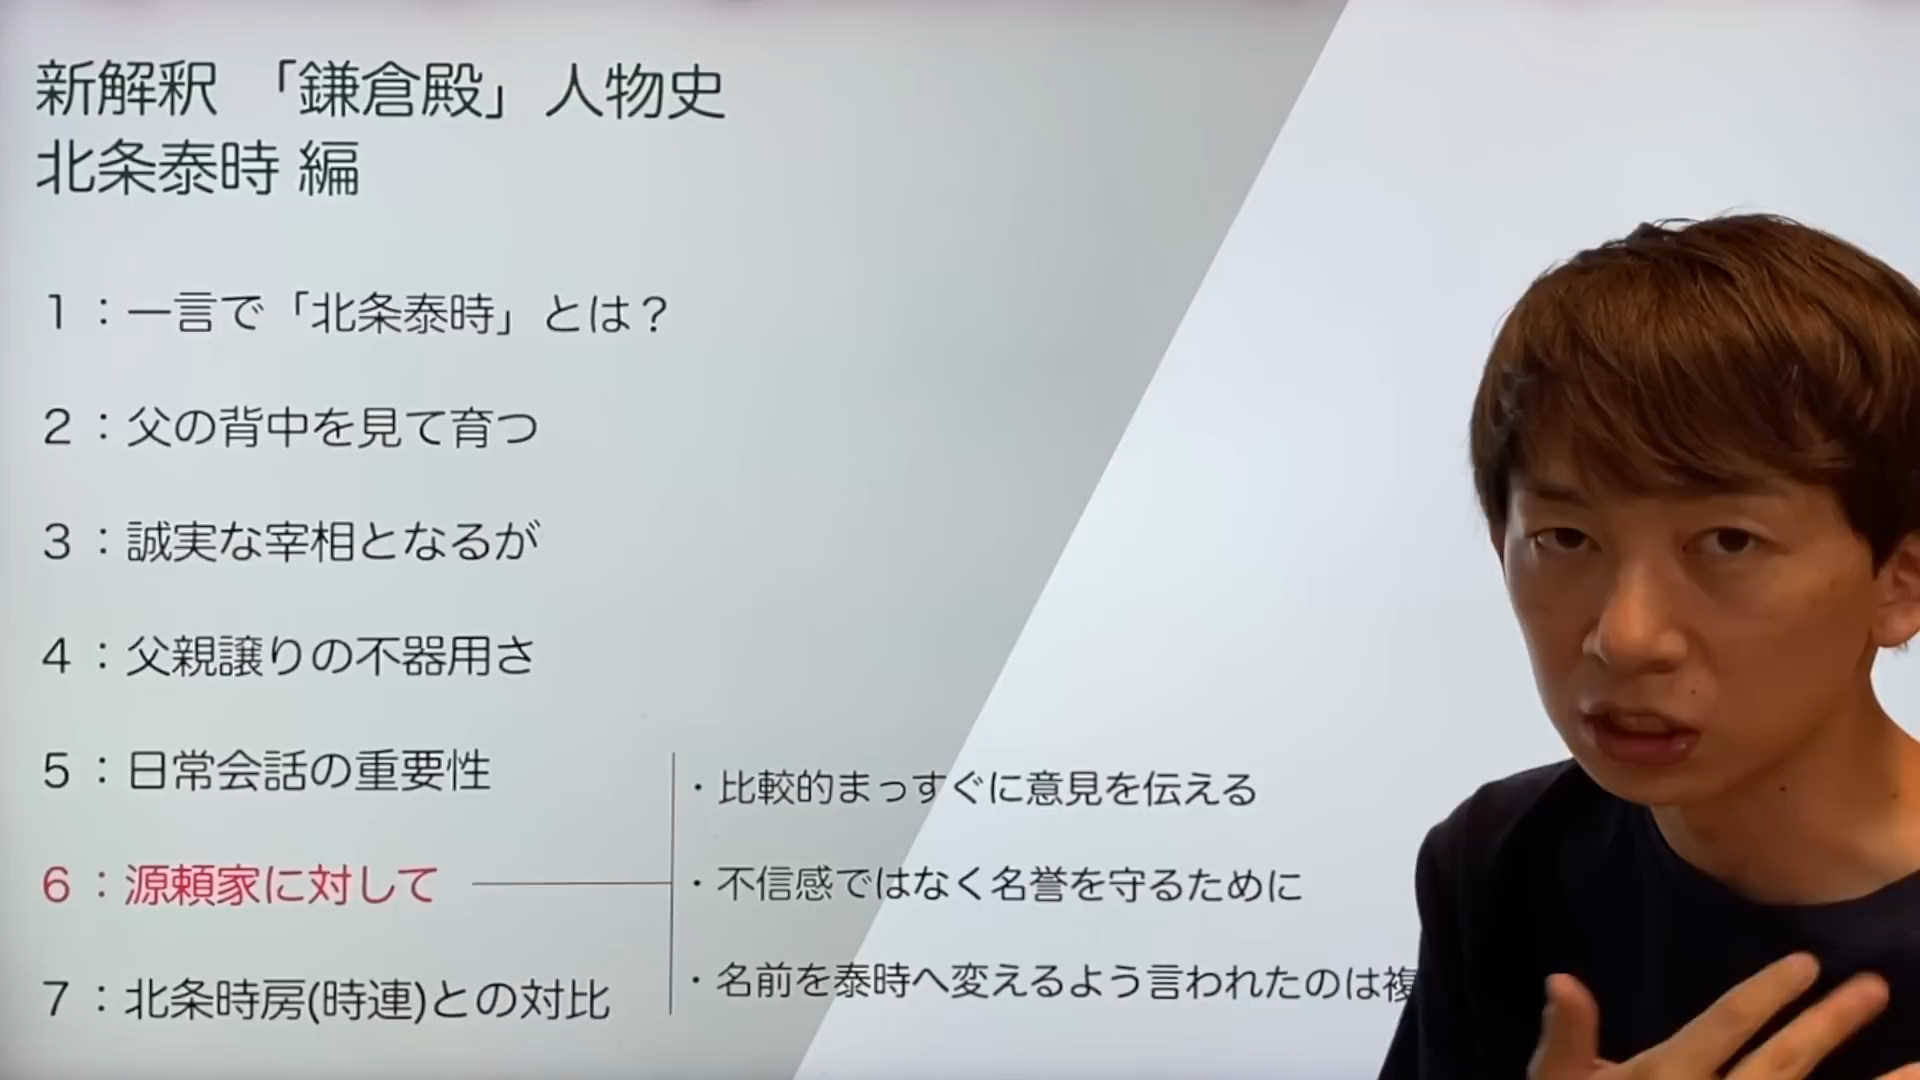 新解釈 「鎌倉殿」人物史
北条泰時 編
1：一言で「北条泰時」とは？
2：父の背中を見て育つ
3：誠実な宰相となるが
4：父親譲りの不器用さ
5：日常会話の重要性
6：源頼家に対して
・比較的まっすぐに意見を伝える
・不信感ではなく名誉を守るために
・名前を泰時へ変えるよう言われたのは複
7：北条時房(時連)との対比